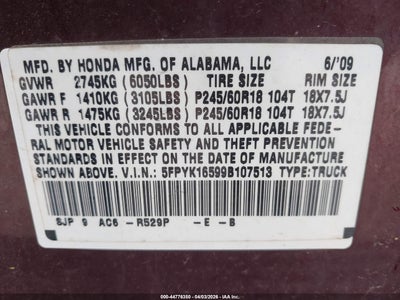 MFD. BY HONDA MFG. OF ALABAMA, LLC 6/'09
GVWR 2745KG (6050LBS) TIRE SIZE RIM SIZE
GAWR F 1410KG (3105LBS) P245/60R18 104T 18X7.5J
GAWR R 1475KG (3245LBS) P245/60R18 104T 18X7.5J
THIS VEHICLE CONFORMS TO ALL APPLICABLE FEDE-
RAL MOTOR VEHICLE SAFETY AND THEFT PREVENTION
STANDARDS IN EFFECT ON THE DATE OF MANUFACTURE
SHOWN ABOVE. V.I.N.: 5FPYK16599B107513 TYPE:TRUCK
SJP 9 AC6 -R529P -E -B
000-44776350 - 04/03/2026 - IAA Inc.